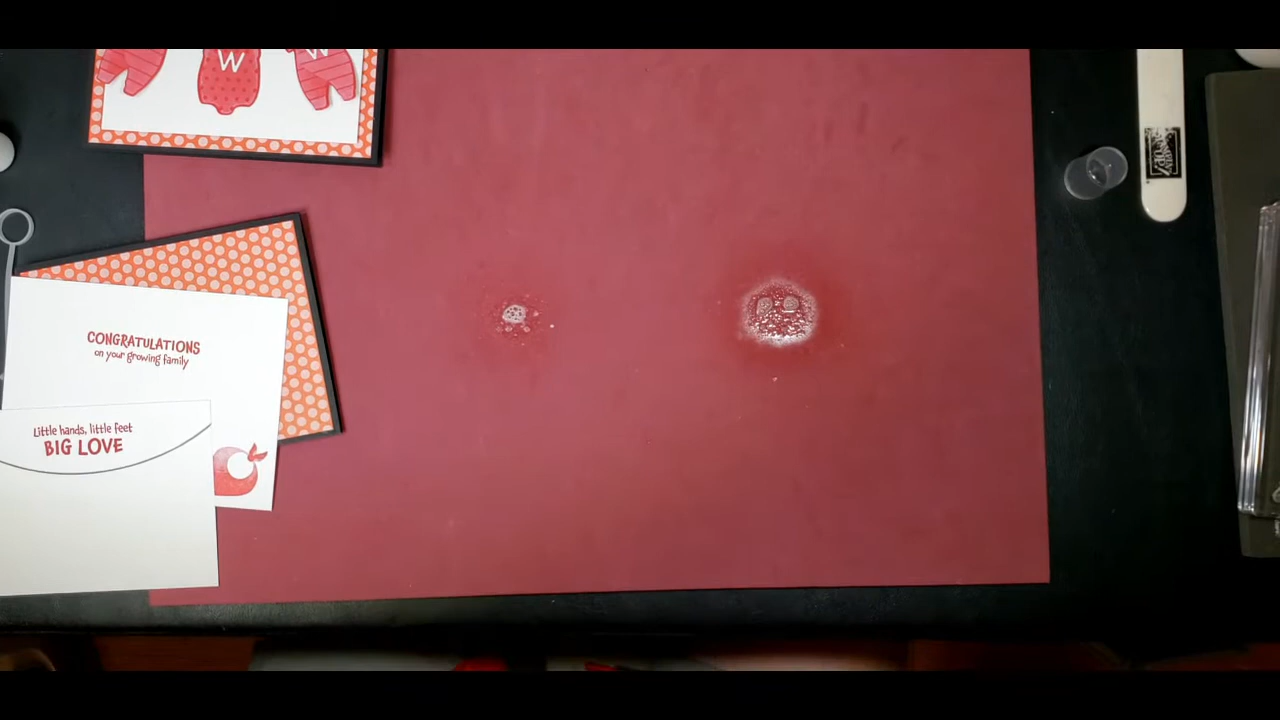 W
W
CONGRATULATIONS
on your growing family
Little hands, little feet
BIG LOVE